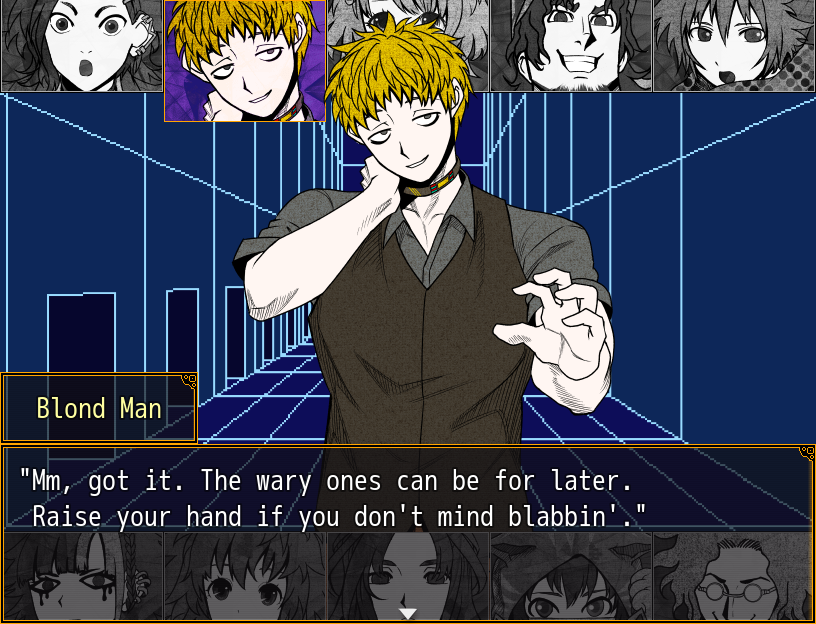 Blond Man
"Mm, got it. The wary ones can be for later.
Raise your hand if you don't mind blabbin'."